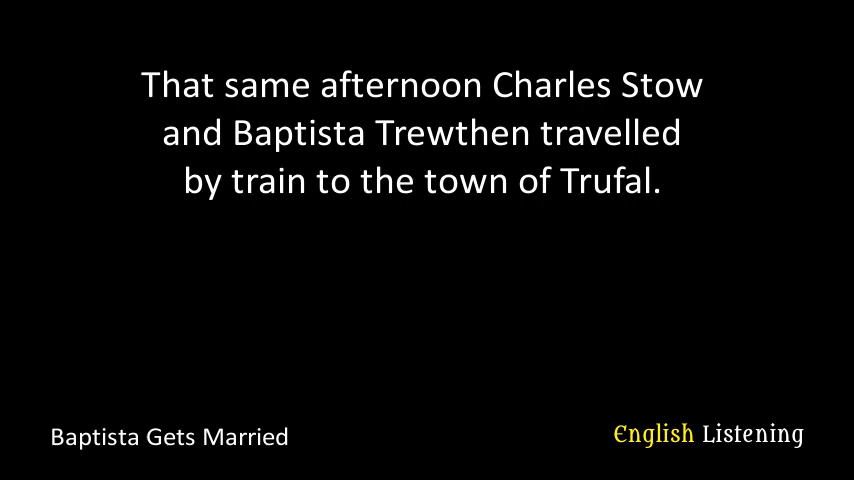 That same afternoon Charles Stow
and Baptista Trewthen travelled
by train to the town of Trufal.
Baptista Gets Married
English Listening